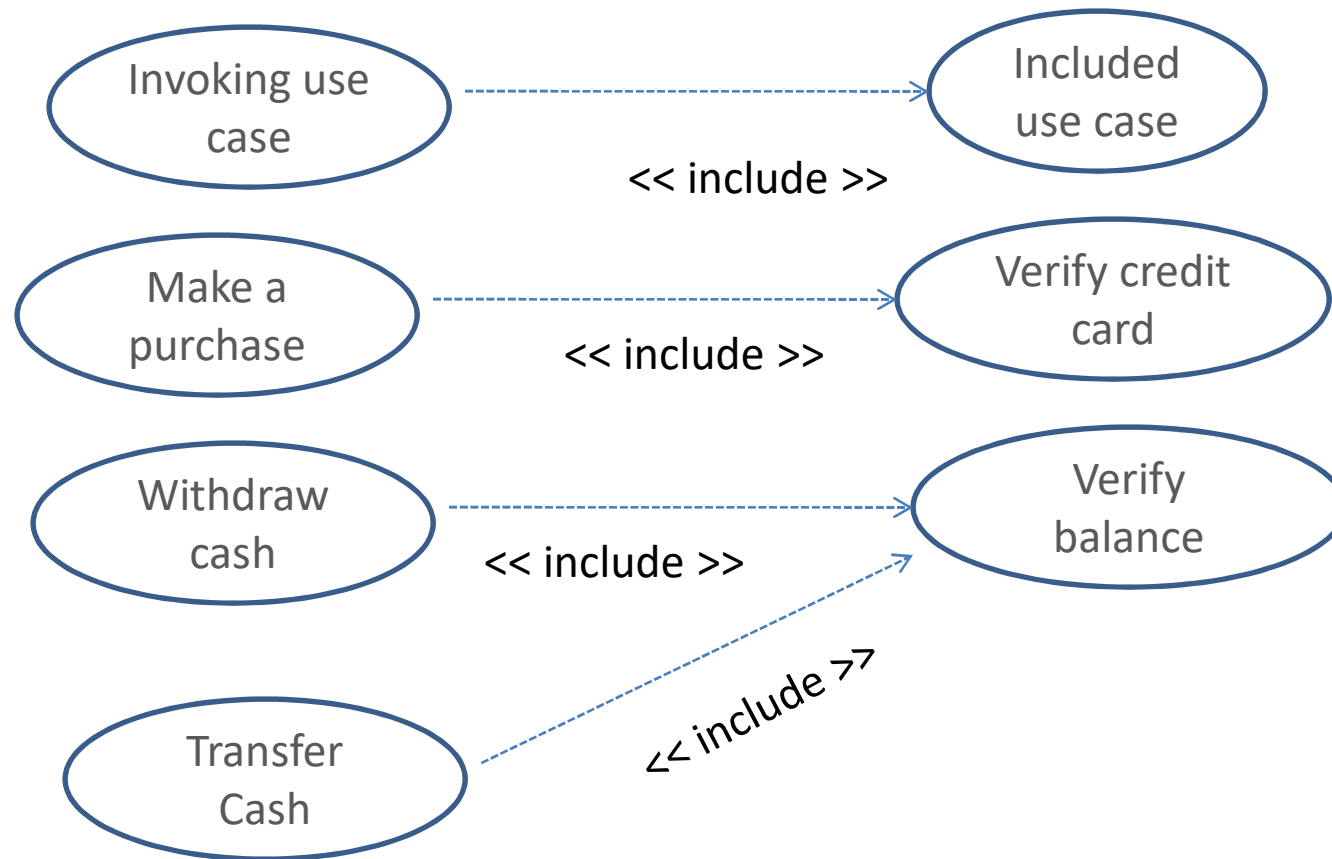 Invoking use
case
Included
use case
<< include >>
Make a
purchase
Verify credit
card
<< include >>
Withdraw
cash
Verify
balance
<< include >>
Transfer
Cash
<< include >>